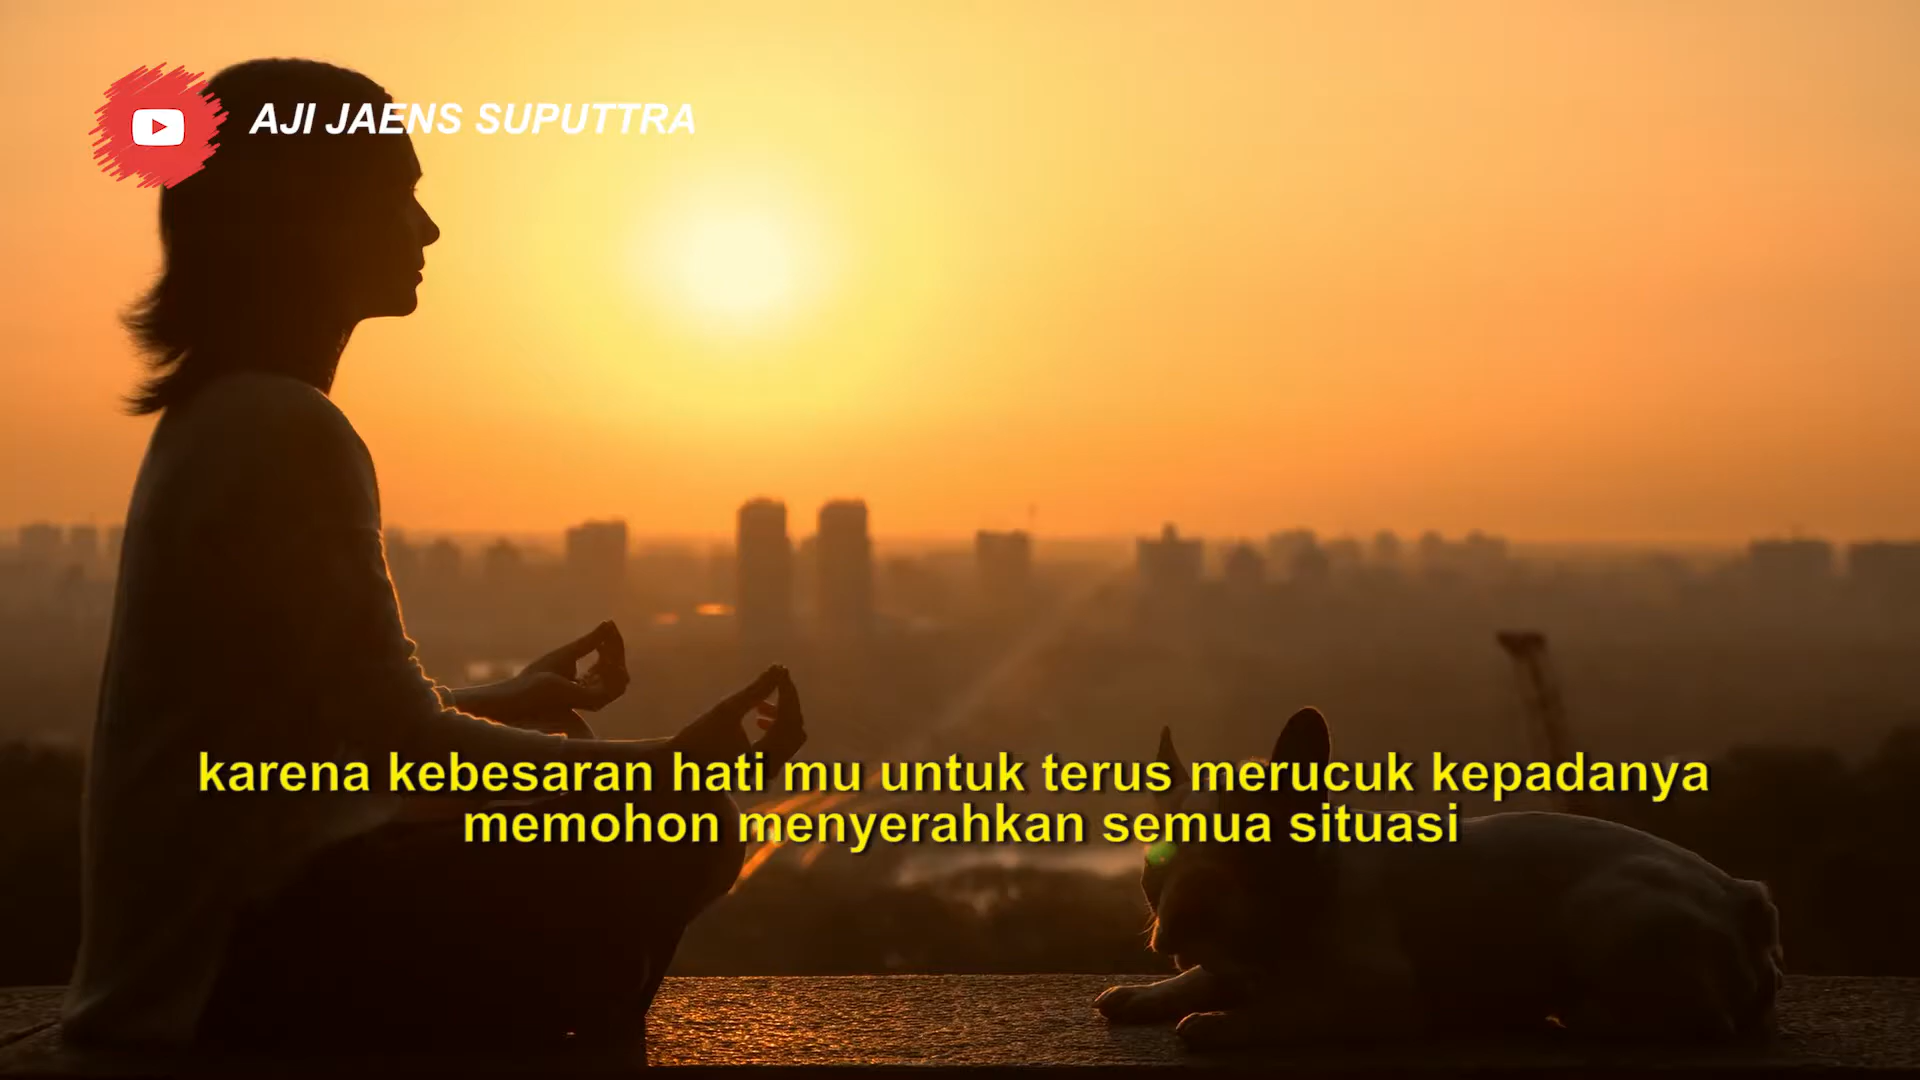 AJI JAENS SUPUTTRA
karena kebesaran hati mu untuk terus merucuk kepadanya
memohon menyerahkan semua situasi